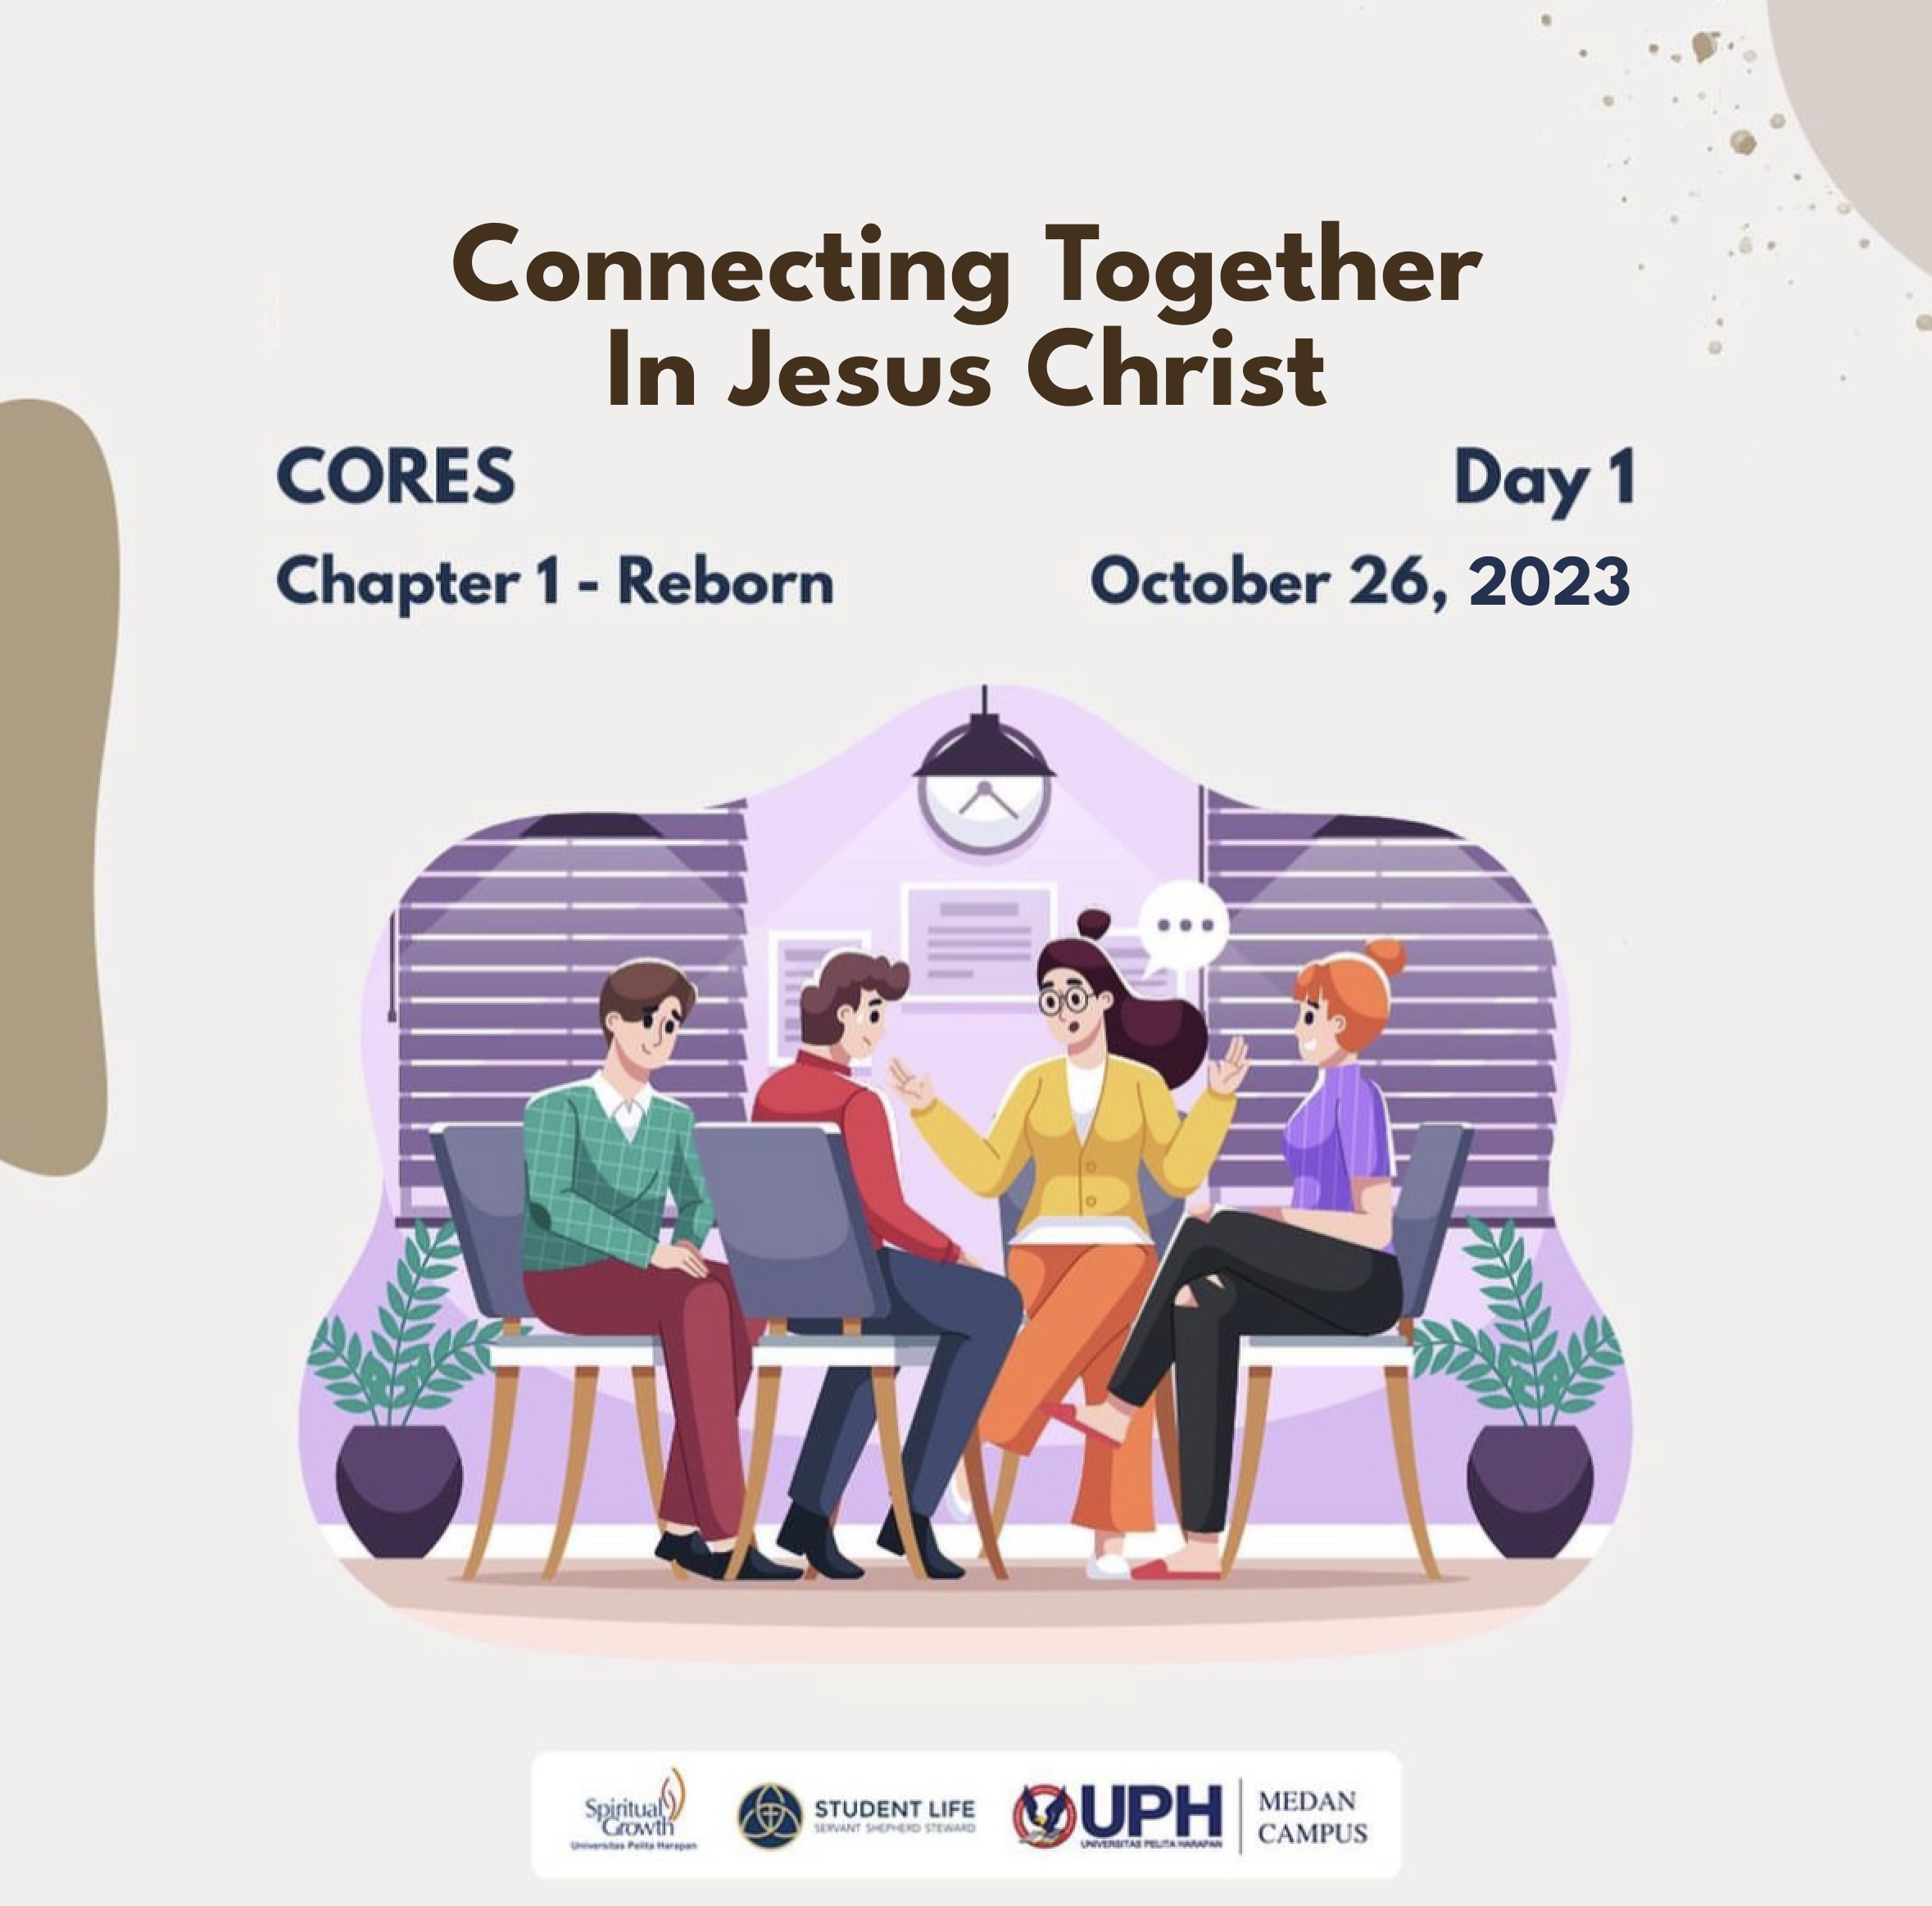 Connecting Together
In Jesus Christ
CORES
Day 1
Chapter 1 - Reborn
October 26, 2023
Spiritual
Growth
Universitas Pelita Harapan
STUDENT LIFE
SERVANT SHEPHERD STEWARD
UPH
UNIVERSITAS PELITA HARAPAN
MEDAN
CAMPUS